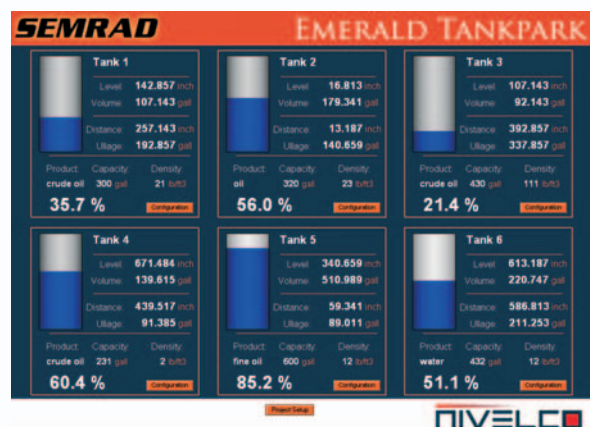 SEMRAD EMERALD TANKPARK
Tank 1
Level: 142.857 inch
Volume: 107.143 gall
Distance: 257.143 inch
Ullage: 192.857 gall
Product: Capacity: Density:
crude oil 300 gall 21 lb/ft3
35.7 % Configuration
Tank 2
Level: 16.813 inch
Volume: 179.341 gall
Distance: 13.187 inch
Ullage: 140.659 gall
Product: Capacity: Density:
oil 320 gall 23 lb/ft3
56.0 % Configuration
Tank 3
Level: 107.143 inch
Volume: 92.143 gall
Distance: 392.857 inch
Ullage: 337.857 gall
Product: Capacity: Density:
crude oil 430 gall 111 lb/ft3
21.4 % Configuration
Tank 4
Level: 671.484 inch
Volume: 139.615 gall
Distance: 439.517 inch
Ullage: 91.385 gall
Product: Capacity: Density:
crude oil 231 gall 2 lb/ft3
60.4 % Configuration
Tank 5
Level: 340.659 inch
Volume: 510.989 gall
Distance: 59.341 inch
Ullage: 89.011 gall
Product: Capacity: Density:
fine oil 600 gall 12 lb/ft3
85.2 % Configuration
Tank 6
Level: 613.187 inch
Volume: 220.747 gall
Distance: 586.813 inch
Ullage: 211.253 gall
Product: Capacity: Density:
water 432 gall 12 lb/ft3
51.1 % Configuration
Project Setup
NIVELCO